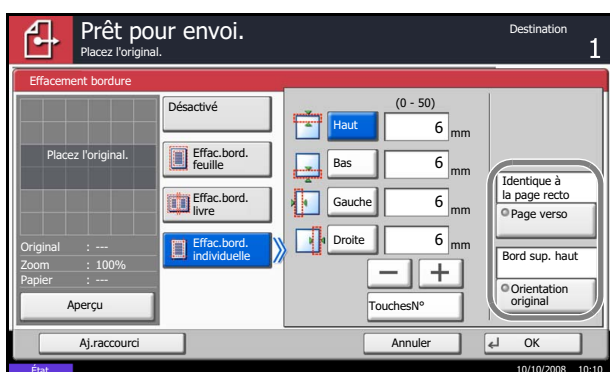 Prêt pour envoi.
Placez l'original.
Destination
1
Effacement bordure
Placez l'original.
Original : ---
Zoom : 100%
Papier : ---
Aperçu
Désactivé
Effac.bord.
feuille
Effac.bord.
livre
Effac.bord.
individuelle
(0 - 50)
Haut 6 mm
Bas 6 mm
Gauche 6 mm
Droite 6 mm
− +
TouchesN°
Identique à
la page recto
Page verso
Bord sup. haut
Orientation
original
Aj.raccourci
Annuler
OK
État
10/10/2008 10:10